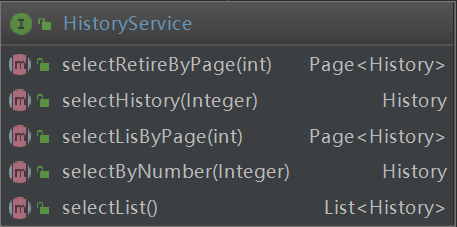 I HistoryService
m selectRetireByPage(int) Page<History>
m selectHistory(Integer) History
m selectLisByPage(int) Page<History>
m selectByNumber(Integer) History
m selectList() List<History>